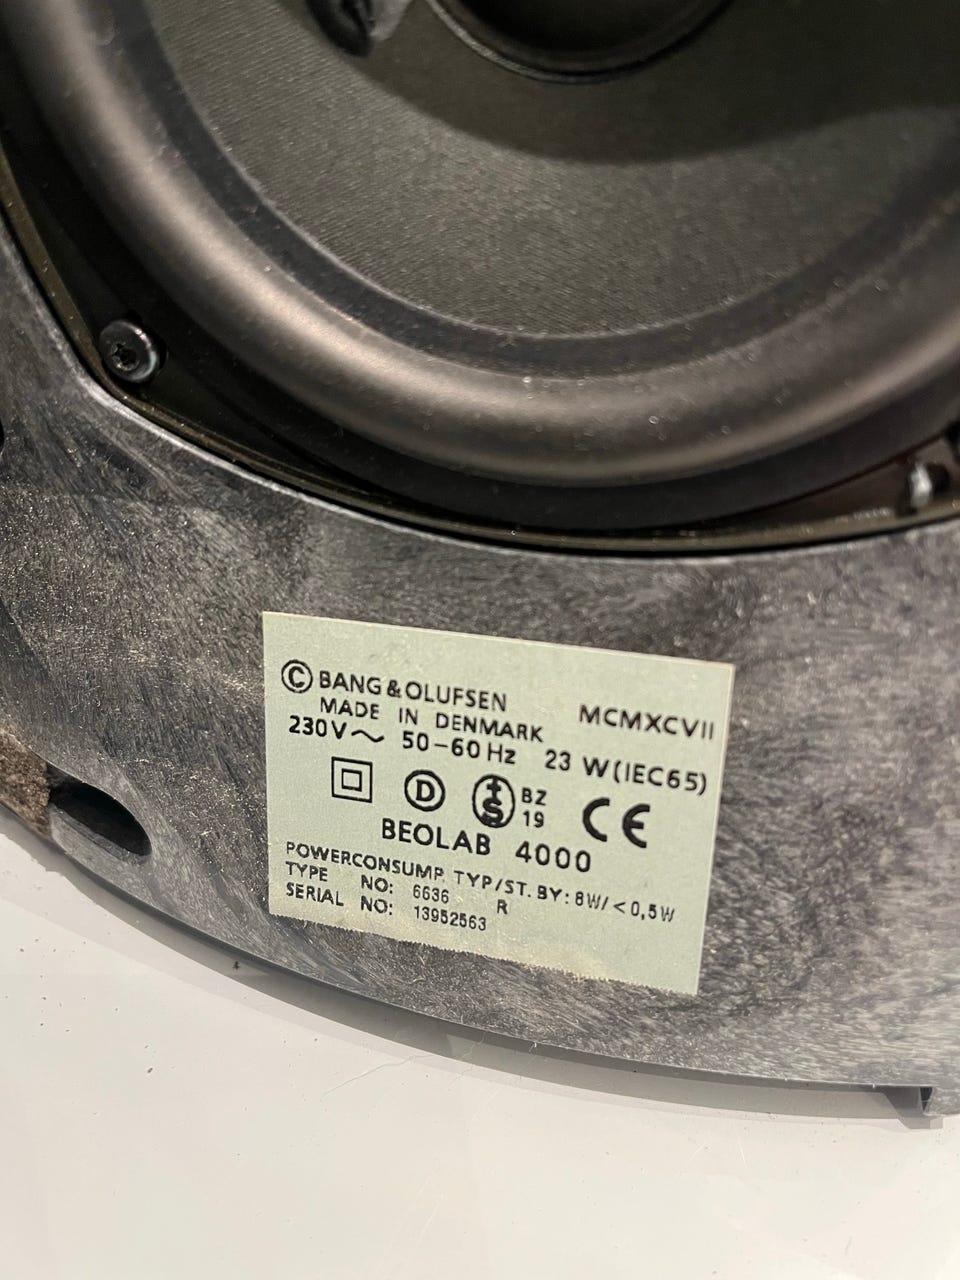 © BANG & OLUFSEN MCMXCVII
MADE IN DENMARK
230V~ 50-60 Hz 23 W(IEC65)
D S BZ 19 CE
BEOLAB 4000
POWERCONSUMP. TYP/ST.BY: 8W/<0,5W
TYPE NO: 6636 R
SERIAL NO: 13952563